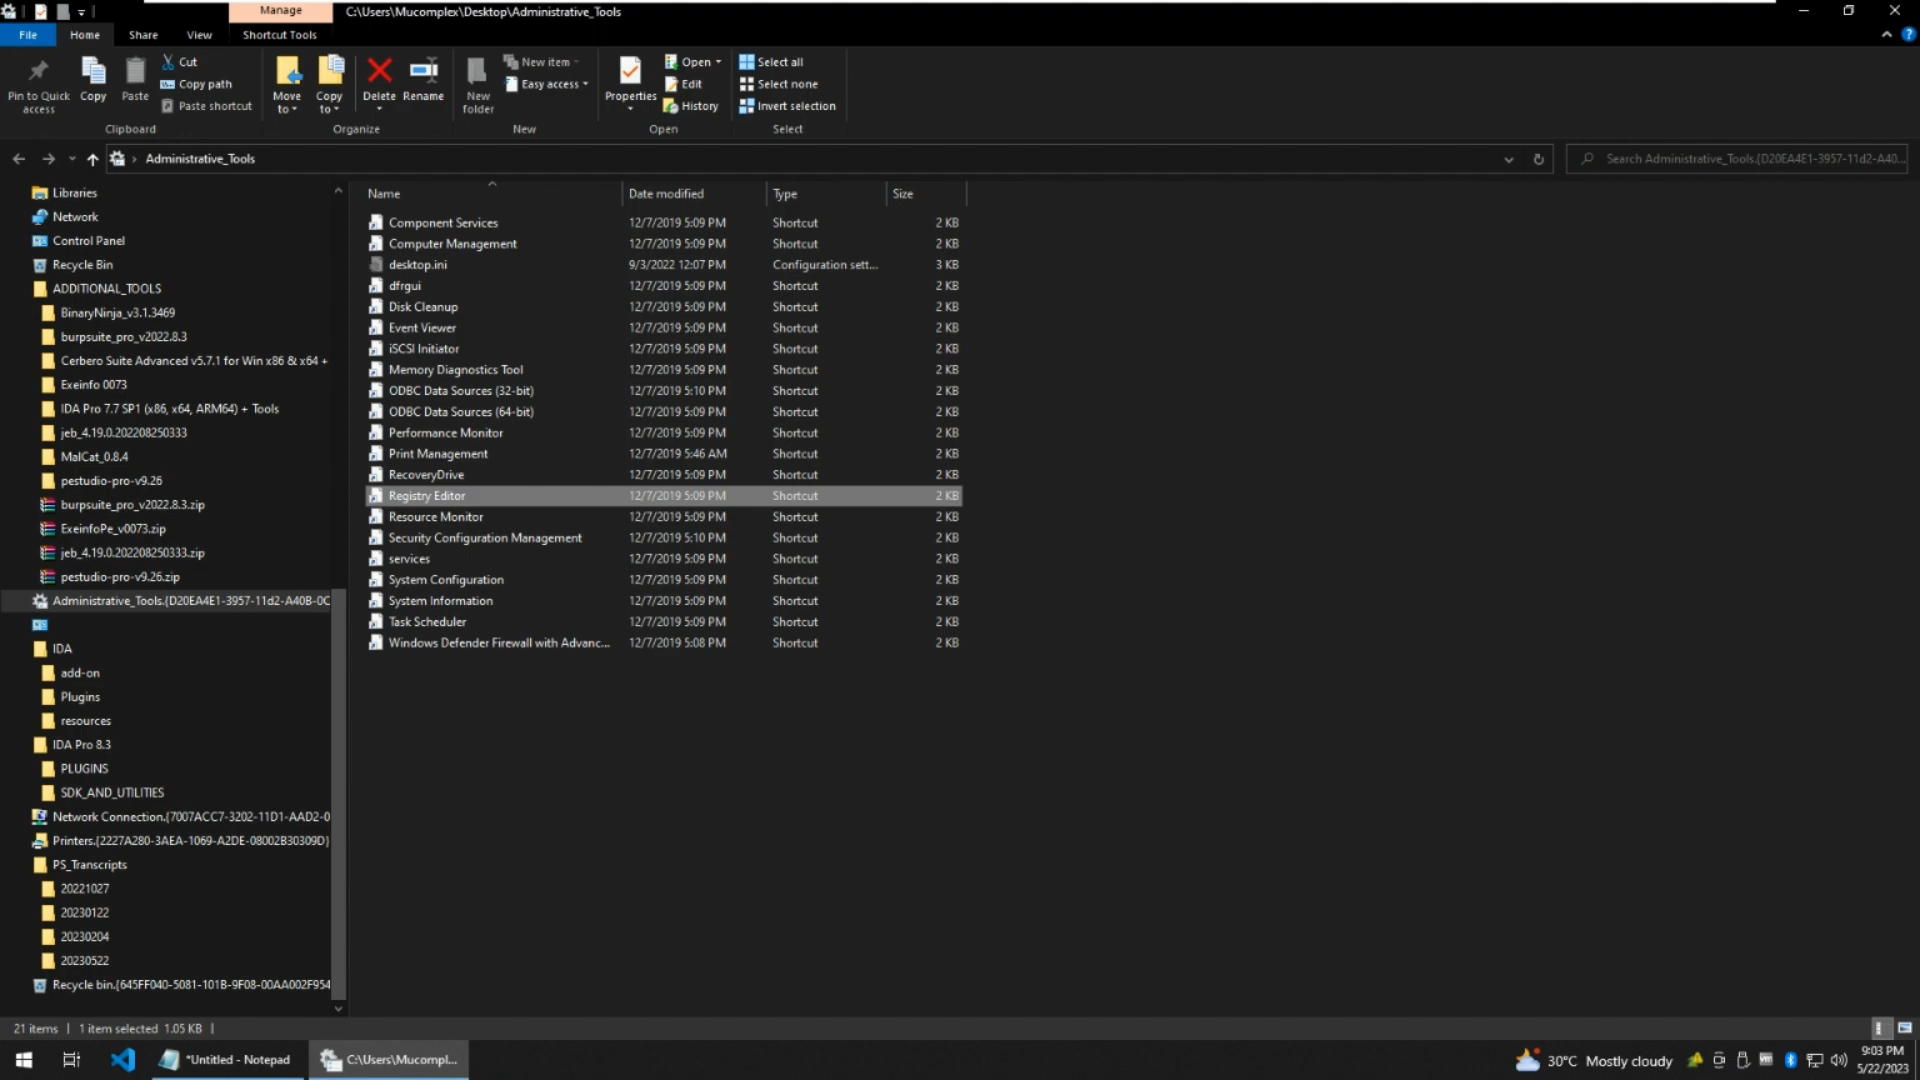 Manage
C:\Users\Mucomplex\Desktop\Administrative_Tools
File
Home
Share
View
Shortcut Tools
Pin to Quick access
Copy
Paste
Cut
Copy path
Paste shortcut
Clipboard
Move to
Copy to
Delete
Rename
Organize
New folder
New item
Easy access
New
Properties
Open
Edit
History
Open
Select all
Select none
Invert selection
Select
Administrative_Tools
Search Administrative_Tools.{D20EA4E1-3957-11d2-A40...
Libraries
Network
Control Panel
Recycle Bin
ADDITIONAL_TOOLS
BinaryNinja_v3.1.3469
burpsuite_pro_v2022.8.3
Cerbero Suite Advanced v5.7.1 for Win x86 & x64 +
Exeinfo 0073
IDA Pro 7.7 SP1 (x86, x64, ARM64) + Tools
jeb_4.19.0.202208250333
MalCat_0.8.4
pestudio-pro-v9.26
burpsuite_pro_v2022.8.3.zip
ExeinfoPe_v0073.zip
jeb_4.19.0.202208250333.zip
pestudio-pro-v9.26.zip
Administrative_Tools.{D20EA4E1-3957-11d2-A40B-0C
IDA
add-on
Plugins
resources
IDA Pro 8.3
PLUGINS
SDK_AND_UTILITIES
Network Connection.{7007ACC7-3202-11D1-AAD2-0
Printers.{2227A280-3AEA-1069-A2DE-08002B30309D}
PS_Transcripts
20221027
20230122
20230204
20230522
Recycle bin.{645FF040-5081-101B-9F08-00AA002F954
Name Date modified Type Size
Component Services 12/7/2019 5:09 PM Shortcut 2 KB
Computer Management 12/7/2019 5:09 PM Shortcut 2 KB
desktop.ini 9/3/2022 12:07 PM Configuration sett... 3 KB
dfrgui 12/7/2019 5:09 PM Shortcut 2 KB
Disk Cleanup 12/7/2019 5:09 PM Shortcut 2 KB
Event Viewer 12/7/2019 5:09 PM Shortcut 2 KB
iSCSI Initiator 12/7/2019 5:09 PM Shortcut 2 KB
Memory Diagnostics Tool 12/7/2019 5:09 PM Shortcut 2 KB
ODBC Data Sources (32-bit) 12/7/2019 5:10 PM Shortcut 2 KB
ODBC Data Sources (64-bit) 12/7/2019 5:09 PM Shortcut 2 KB
Performance Monitor 12/7/2019 5:09 PM Shortcut 2 KB
Print Management 12/7/2019 5:46 AM Shortcut 2 KB
RecoveryDrive 12/7/2019 5:09 PM Shortcut 2 KB
Registry Editor 12/7/2019 5:09 PM Shortcut 2 KB
Resource Monitor 12/7/2019 5:09 PM Shortcut 2 KB
Security Configuration Management 12/7/2019 5:10 PM Shortcut 2 KB
services 12/7/2019 5:09 PM Shortcut 2 KB
System Configuration 12/7/2019 5:09 PM Shortcut 2 KB
System Information 12/7/2019 5:09 PM Shortcut 2 KB
Task Scheduler 12/7/2019 5:09 PM Shortcut 2 KB
Windows Defender Firewall with Advanc... 12/7/2019 5:08 PM Shortcut 2 KB
21 items | 1 item selected 1.05 KB |
*Untitled - Notepad
C:\Users\Mucompl...
30°C Mostly cloudy
9:03 PM
5/22/2023